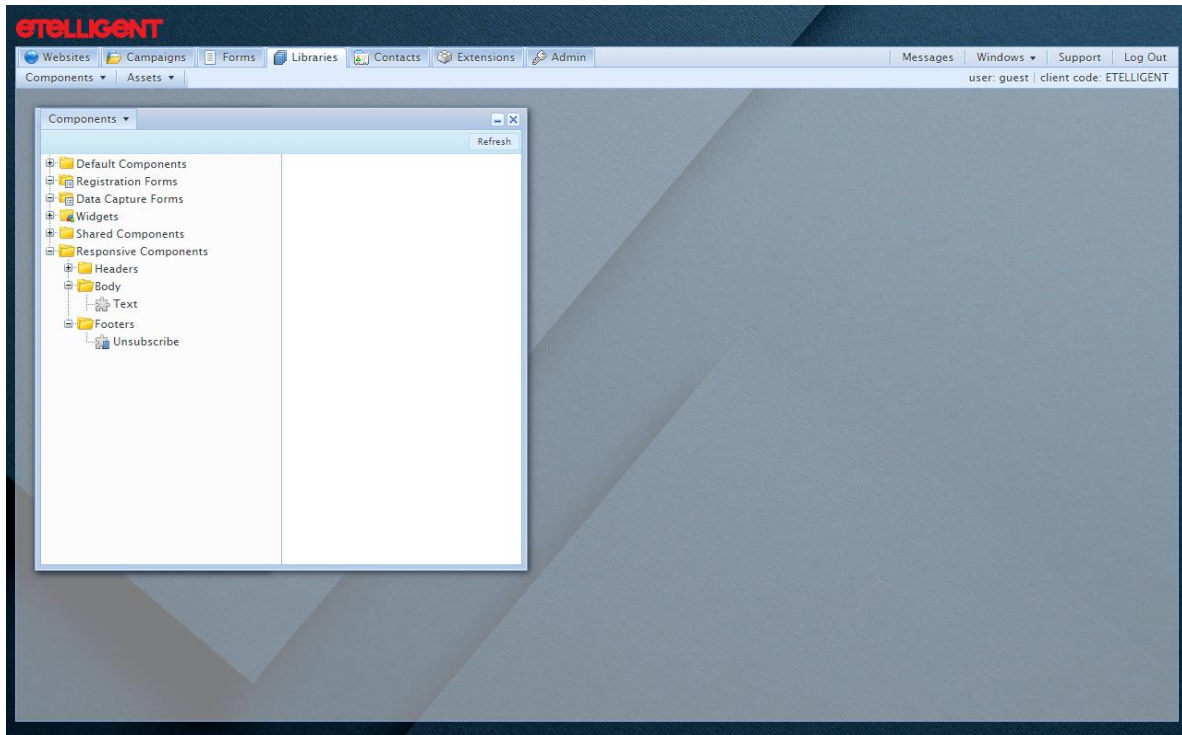 eTELLIGeNT
Websites Campaigns Forms Libraries Contacts Extensions Admin Messages Windows Support Log Out
Components Assets user: guest | client code: ETELLIGENT
Components
Refresh
Default Components
Registration Forms
Data Capture Forms
Widgets
Shared Components
Responsive Components
Headers
Body
Text
Footers
Unsubscribe